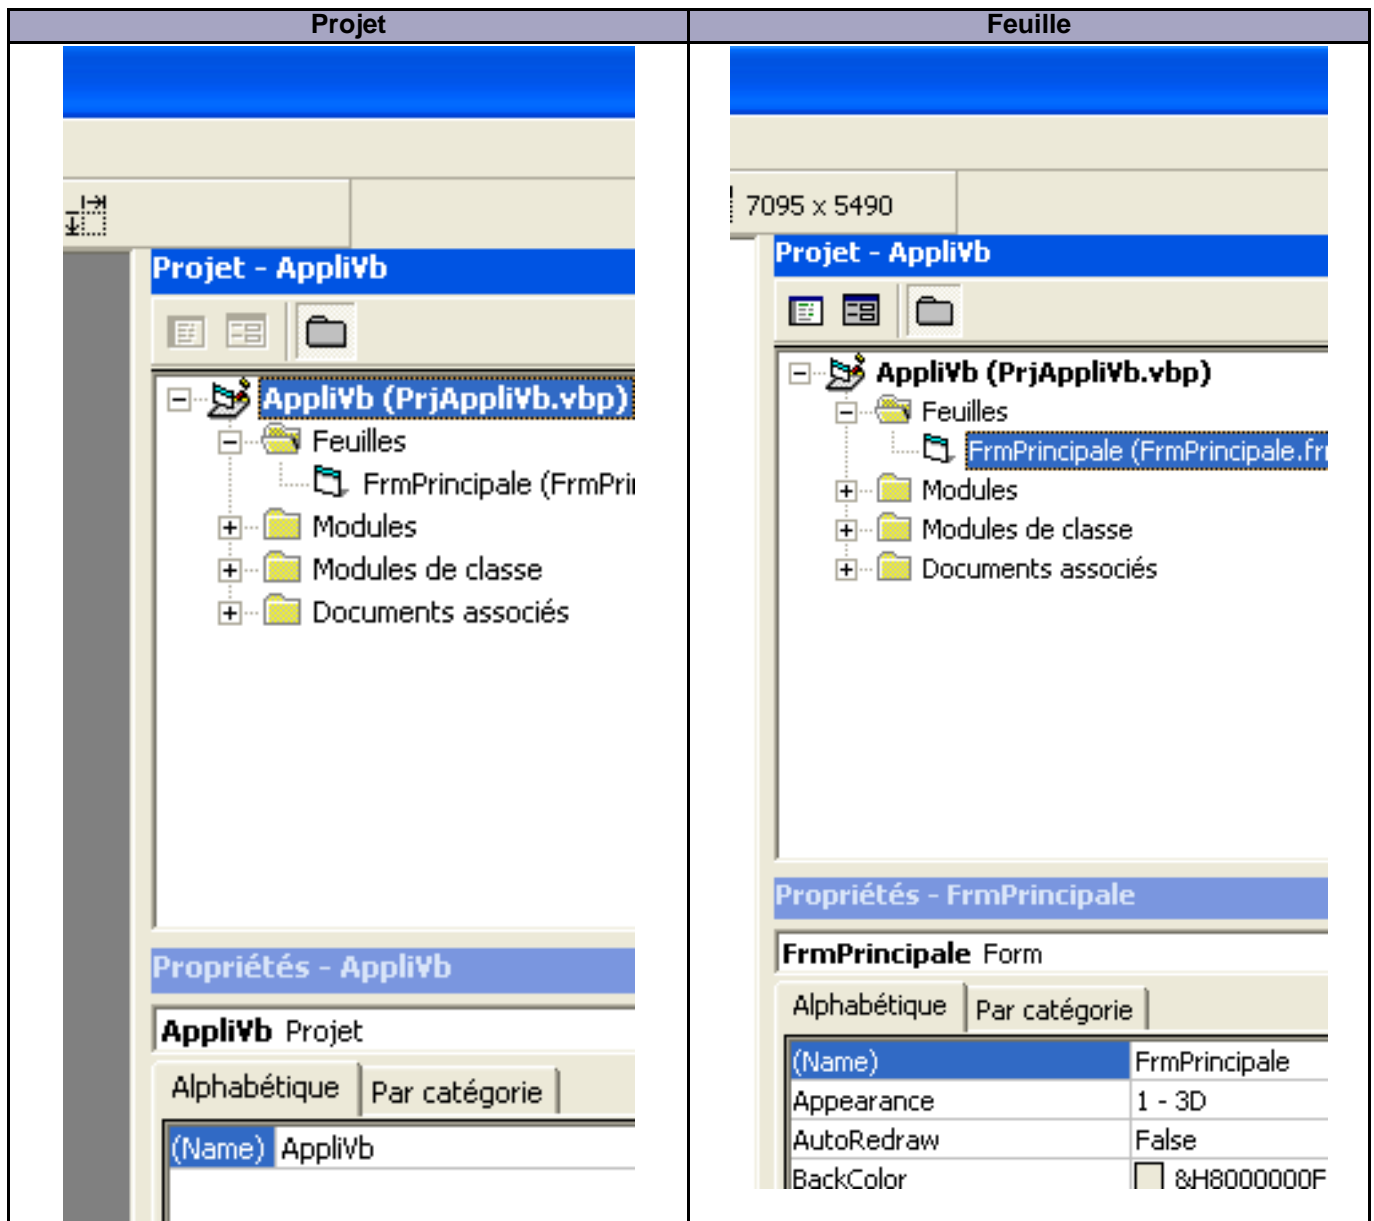 Projet
Feuille
Projet - AppliVb
AppliVb (PrjAppliVb.vbp)
Feuilles
FrmPrincipale (FrmPri
Modules
Modules de classe
Documents associés
Propriétés - AppliVb
AppliVb Projet
Alphabétique Par catégorie
(Name) AppliVb
7095 x 5490
Projet - AppliVb
AppliVb (PrjAppliVb.vbp)
Feuilles
FrmPrincipale (FrmPrincipale.fr
Modules
Modules de classe
Documents associés
Propriétés - FrmPrincipale
FrmPrincipale Form
Alphabétique Par catégorie
(Name) FrmPrincipale
Appearance 1 - 3D
AutoRedraw False
BackColor &H8000000F